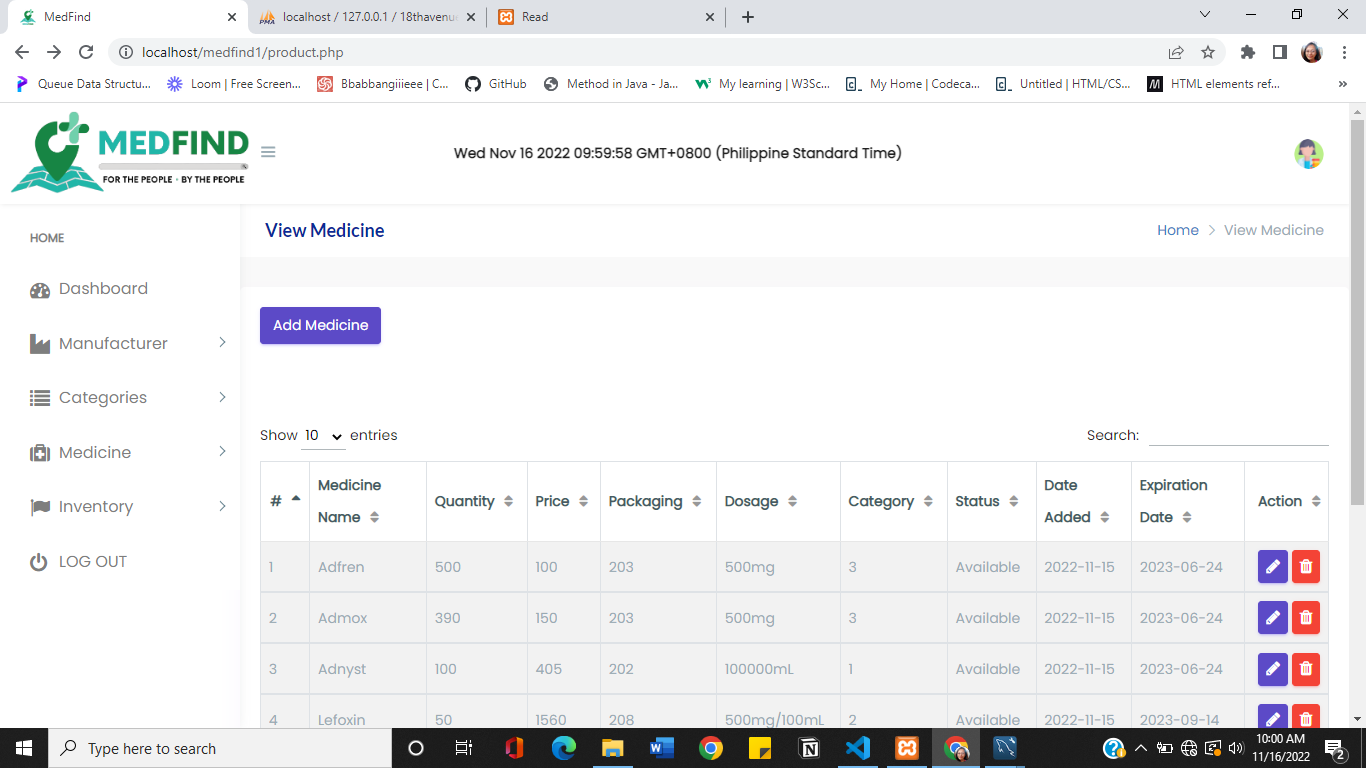 MedFind
localhost / 127.0.0.1 / 18thavenu
Read
localhost/medfind1/product.php
Queue Data Structu...
Loom | Free Screen...
Bbabbangiiieee | C...
GitHub
Method in Java - Ja...
My learning | W3Sc...
My Home | Codeca...
Untitled | HTML/CS...
HTML elements ref...
»
MEDFIND
FOR THE PEOPLE - BY THE PEOPLE
Wed Nov 16 2022 09:59:58 GMT+0800 (Philippine Standard Time)
HOME
Dashboard
Manufacturer
Categories
Medicine
Inventory
LOG OUT
View Medicine
Home > View Medicine
Add Medicine
Show 10 entries
Search:
# Medicine Name Quantity Price Packaging Dosage Category Status Date Added Expiration Date Action
1 Adfren 500 100 203 500mg 3 Available 2022-11-15 2023-06-24
2 Admox 390 150 203 500mg 3 Available 2022-11-15 2023-06-24
3 Adnyst 100 405 202 100000mL 1 Available 2022-11-15 2023-06-24
4 Lefoxin 50 1560 208 500mg/100mL 2 Available 2022-11-15 2023-09-14
Type here to search
10:00 AM
11/16/2022
2